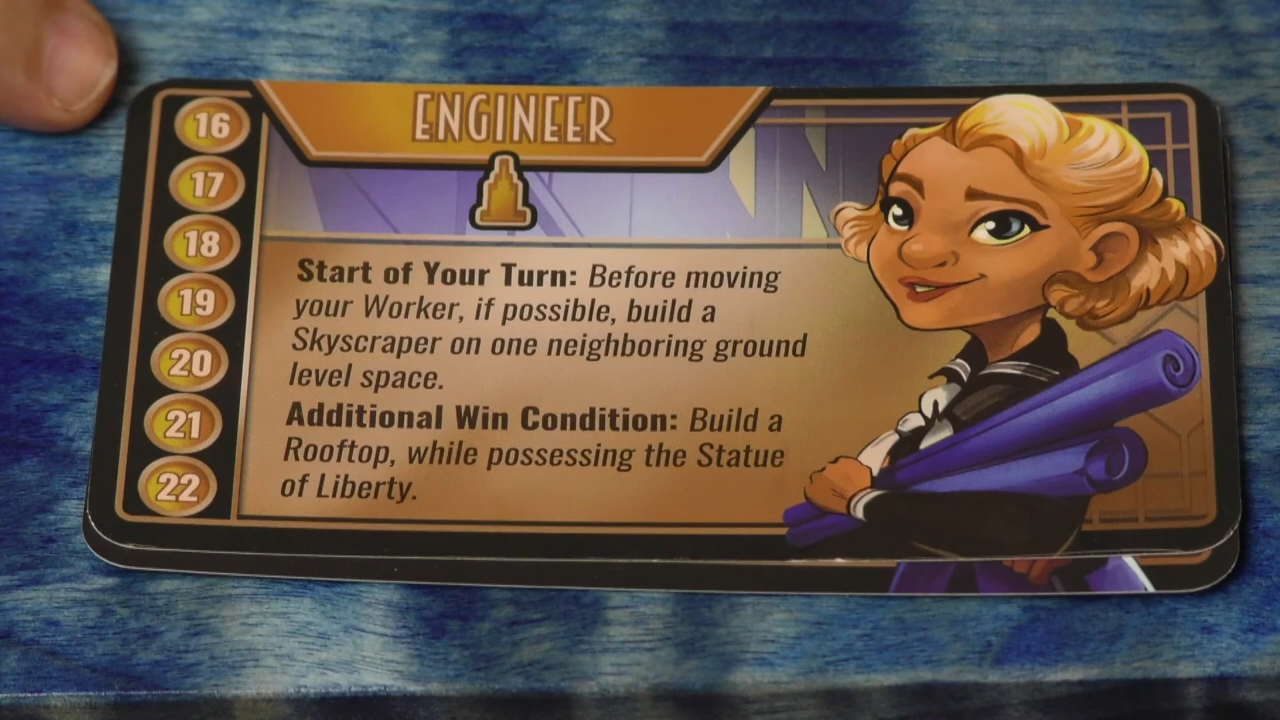 ENGINEER
16
17
18
19
20
21
22
Start of Your Turn: Before moving
your Worker, if possible, build a
Skyscraper on one neighboring ground
level space.
Additional Win Condition: Build a
Rooftop, while possessing the Statue
of Liberty.